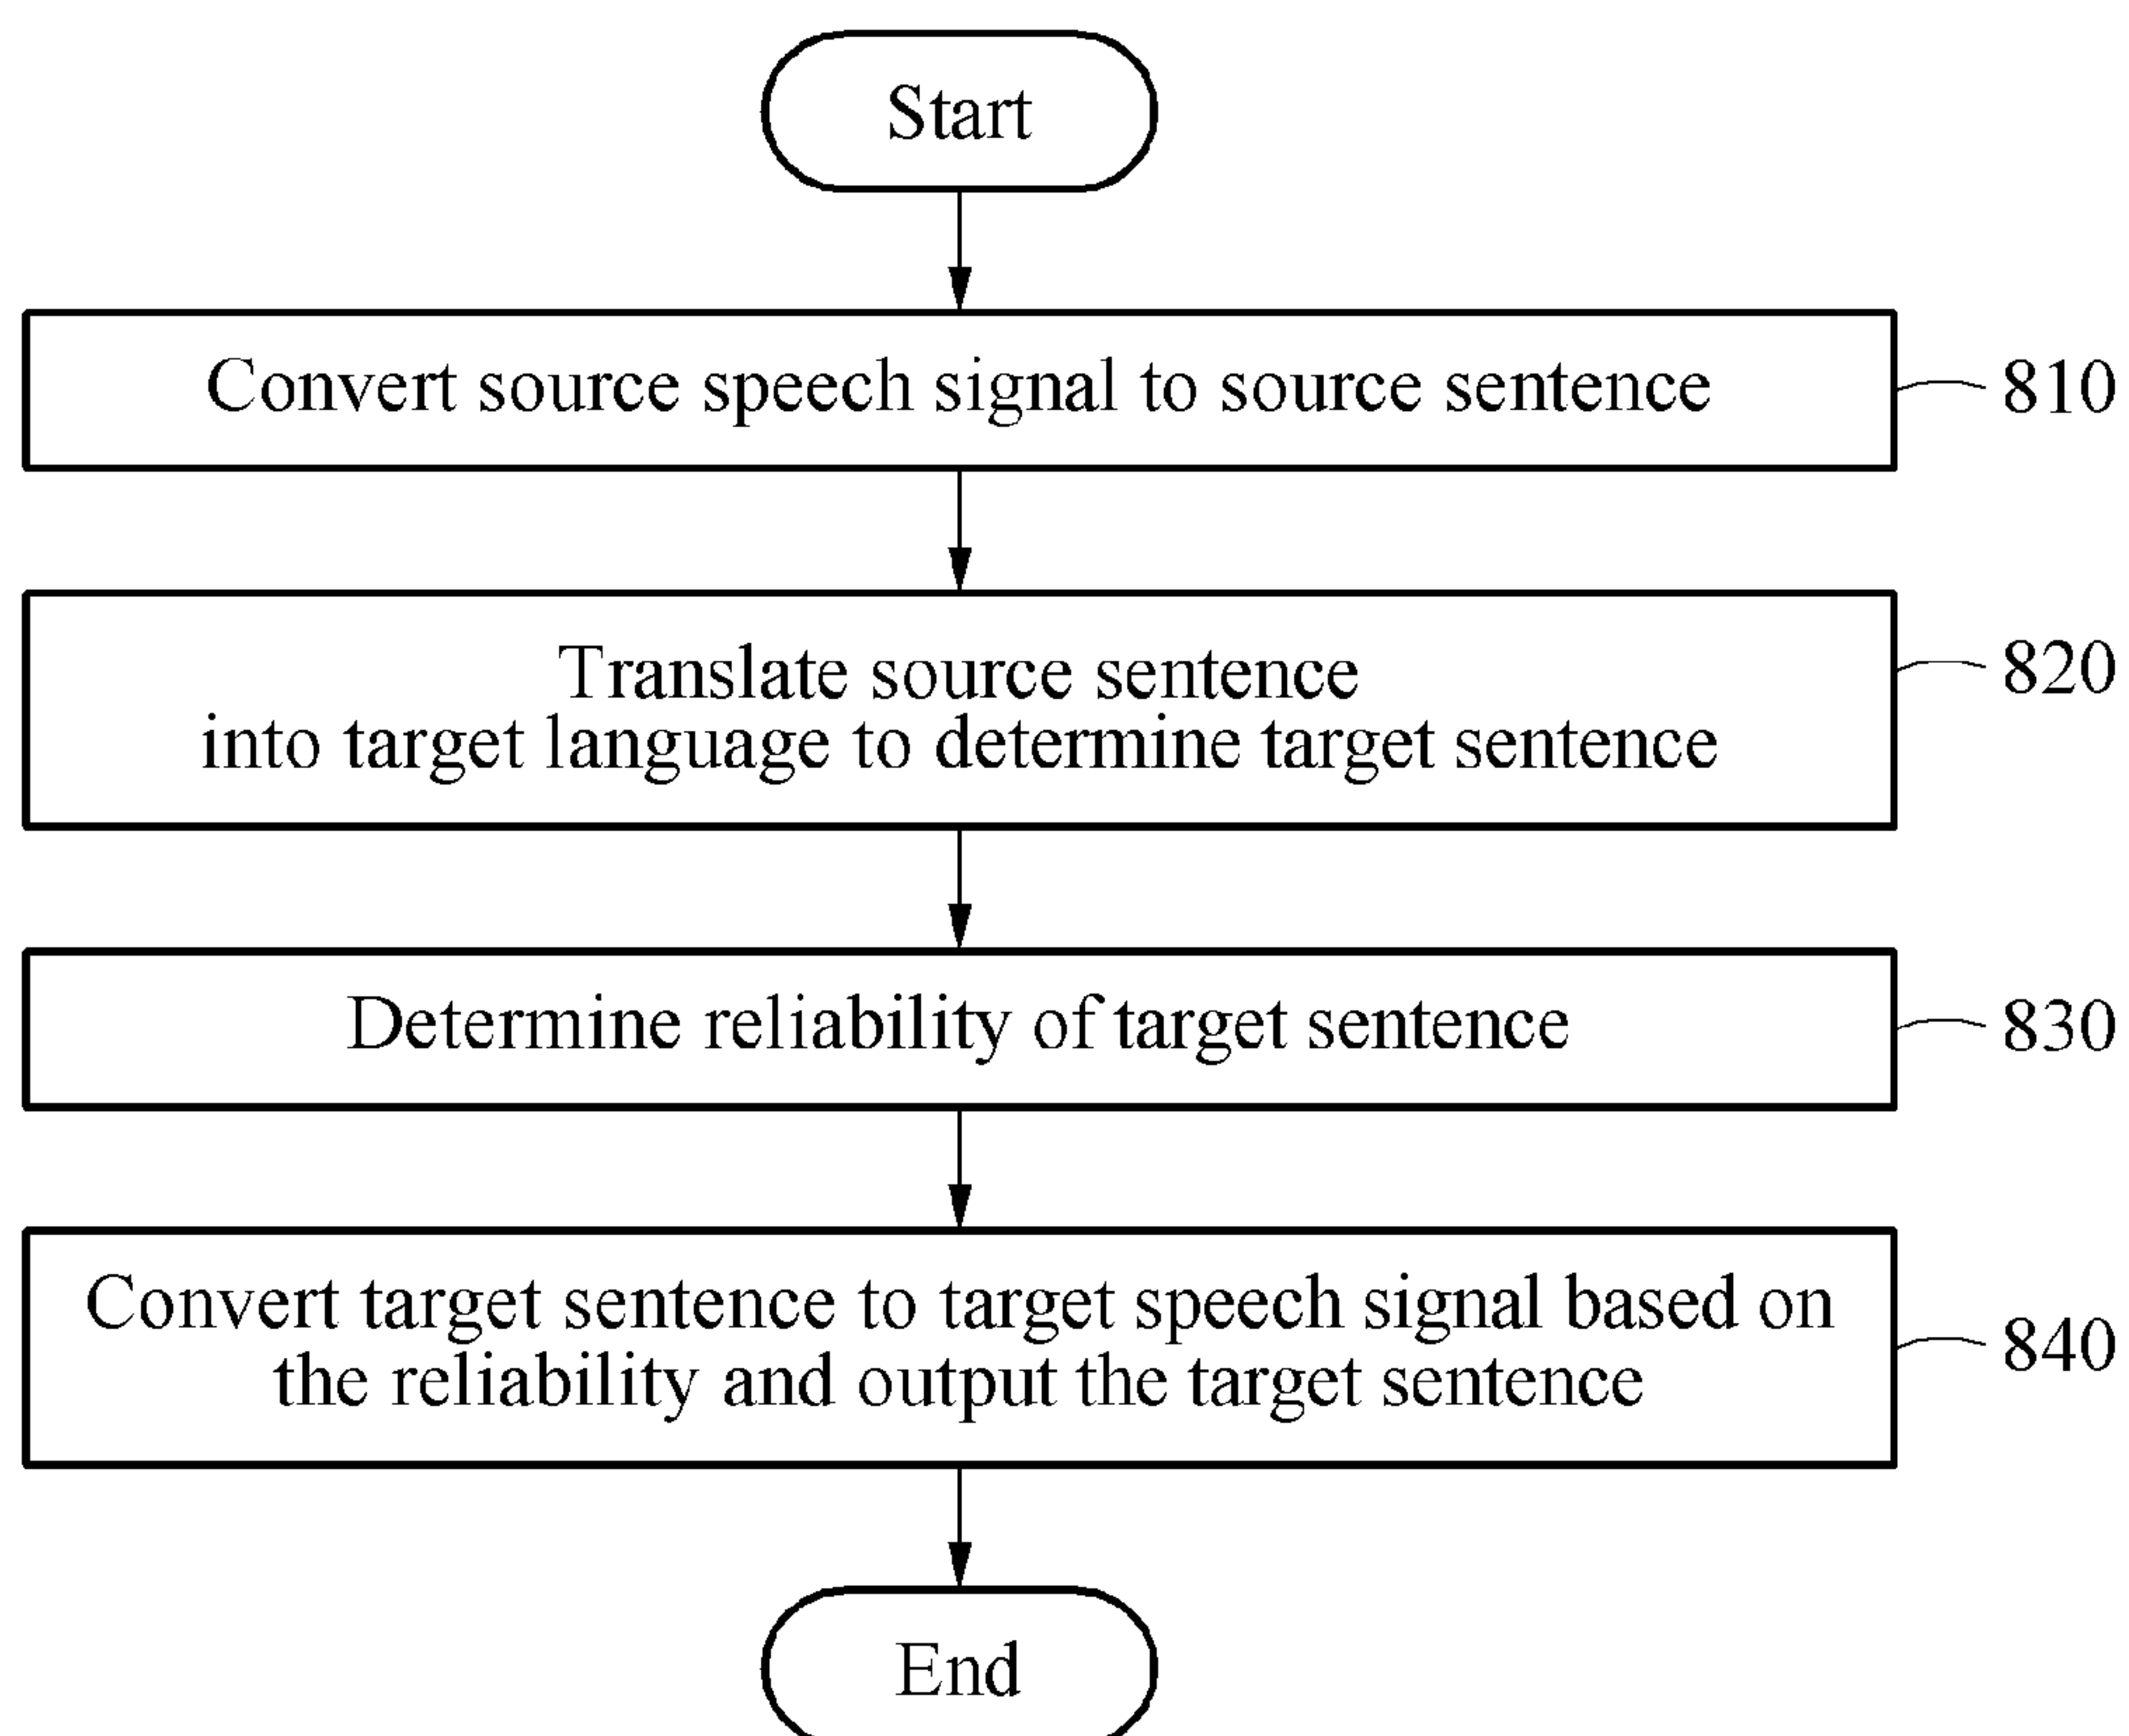 Start
Convert source speech signal to source sentence
810
Translate source sentence
into target language to determine target sentence
820
Determine reliability of target sentence
830
Convert target sentence to target speech signal based on
the reliability and output the target sentence
840
End